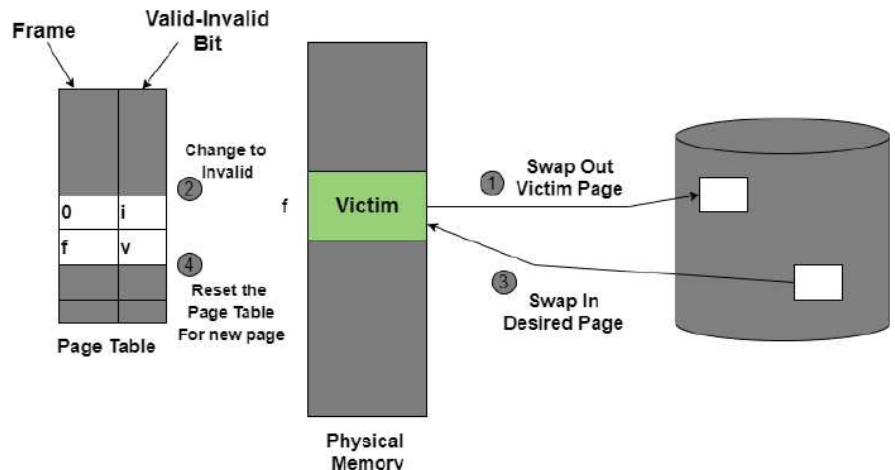 Frame
Valid-Invalid
Bit
Change to
Invalid
2
0 i
f v
4
Reset the
Page Table
For new page
Page Table
f
Victim
Physical
Memory
1
Swap Out
Victim Page
3
Swap In
Desired Page